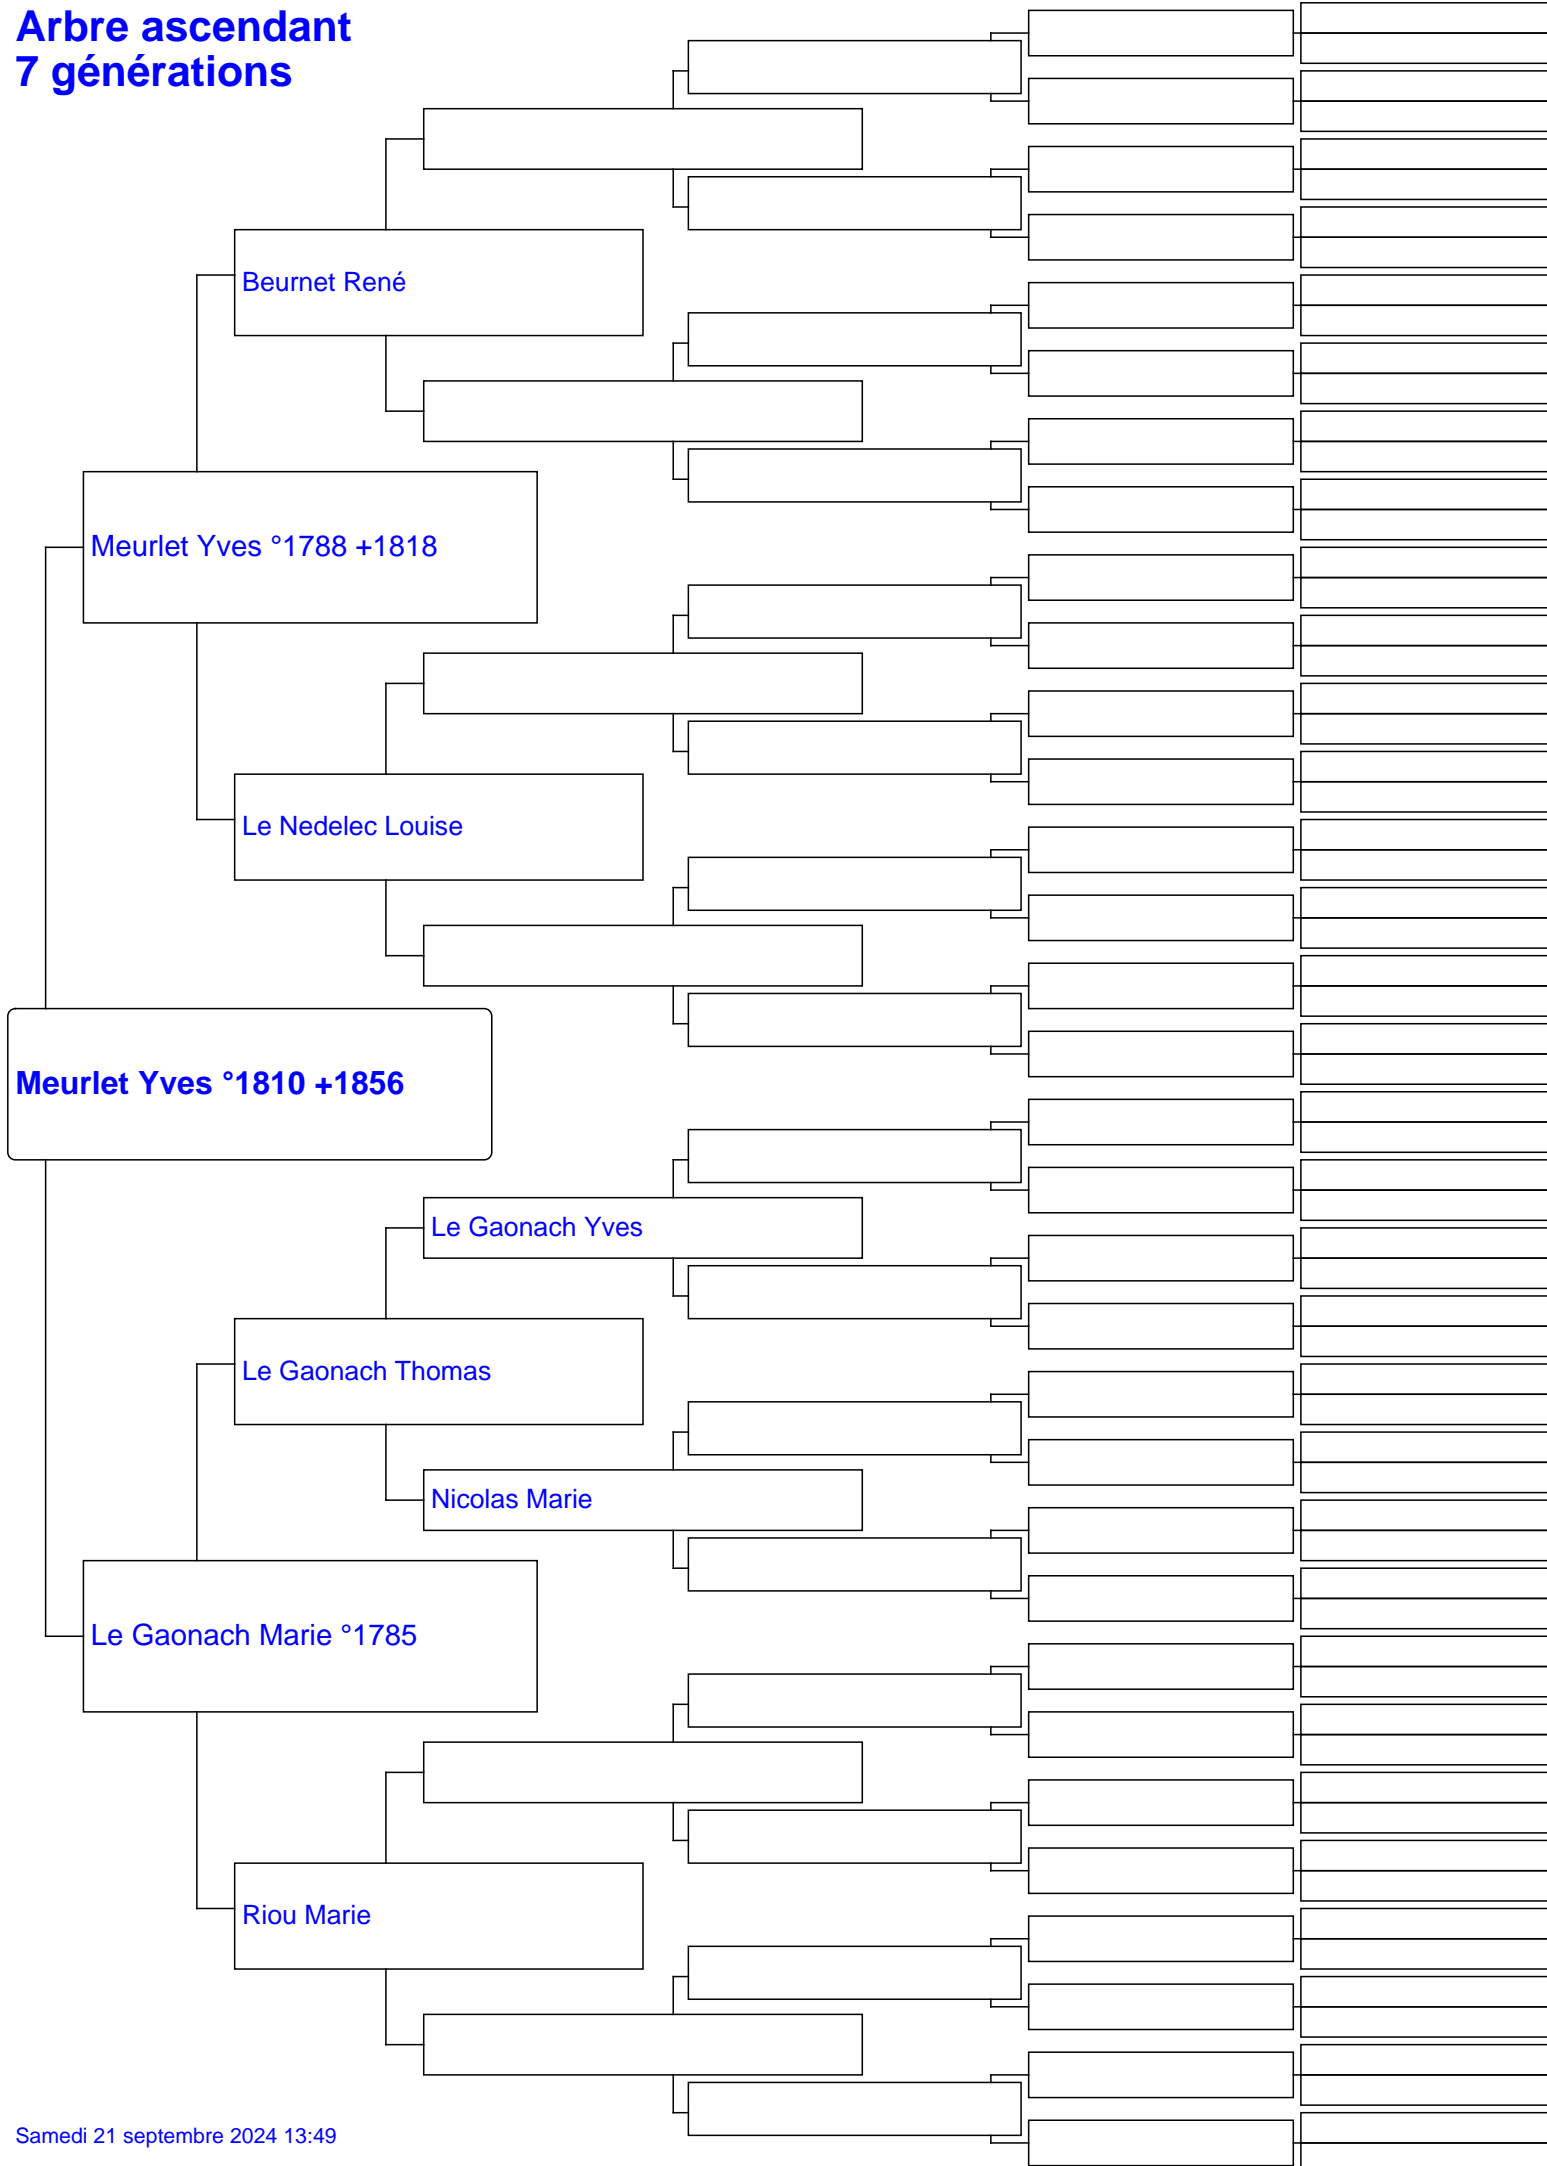 Arbre ascendant
7 générations
Beurnet René
Meurlet Yves °1788 +1818
Le Nedelec Louise
Meurlet Yves °1810 +1856
Le Gaonach Yves
Le Gaonach Thomas
Nicolas Marie
Le Gaonach Marie °1785
Riou Marie
Samedi 21 septembre 2024 13:49